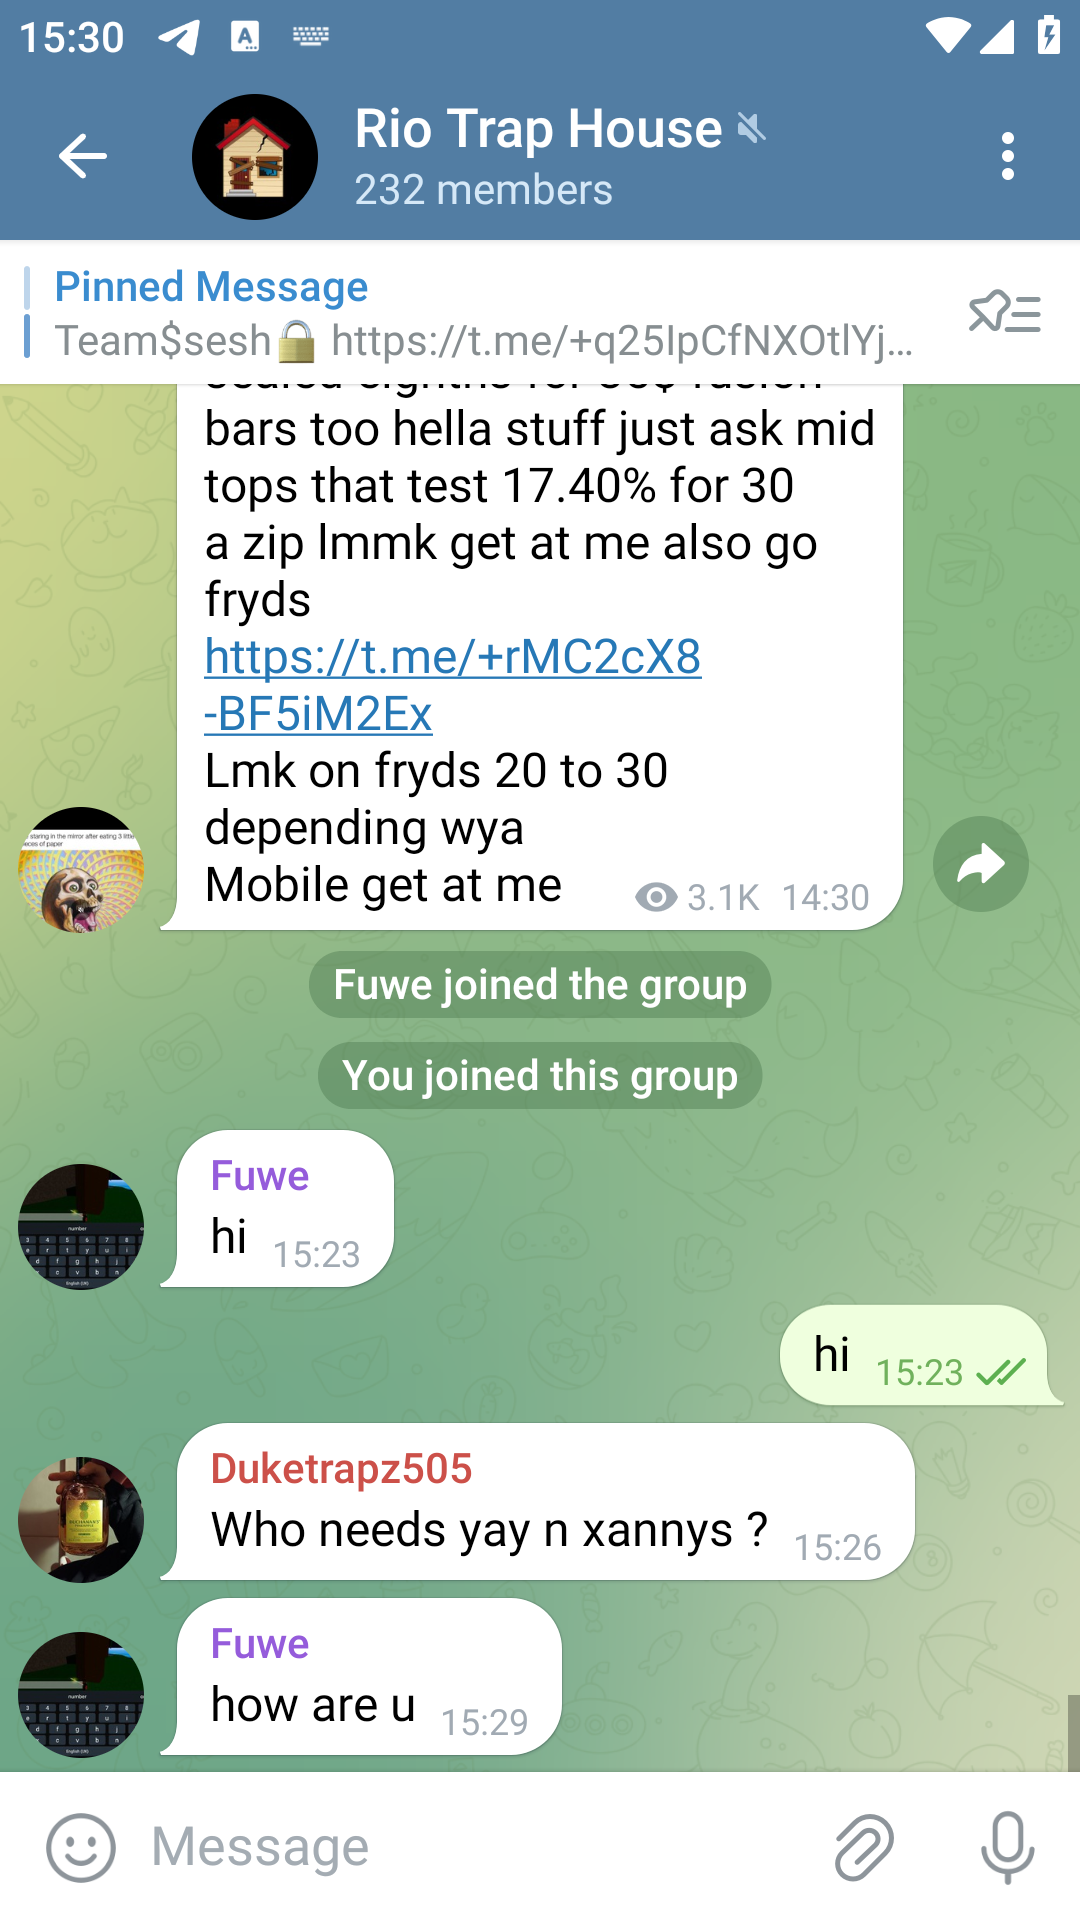 15:30
Rio Trap House
232 members
Pinned Message
Team$sesh🔒 https://t.me/+q25IpCfNXOtlYj...
bars too hella stuff just ask mid
tops that test 17.40% for 30
a zip lmmk get at me also go
fryds
https://t.me/+rMC2cX8
-BF5iM2Ex
Lmk on fryds 20 to 30
depending wya
Mobile get at me
3.1K 14:30
Fuwe joined the group
You joined this group
Fuwe
hi 15:23
hi 15:23
Duketrapz505
Who needs yay n xannys ? 15:26
Fuwe
how are u 15:29
Message